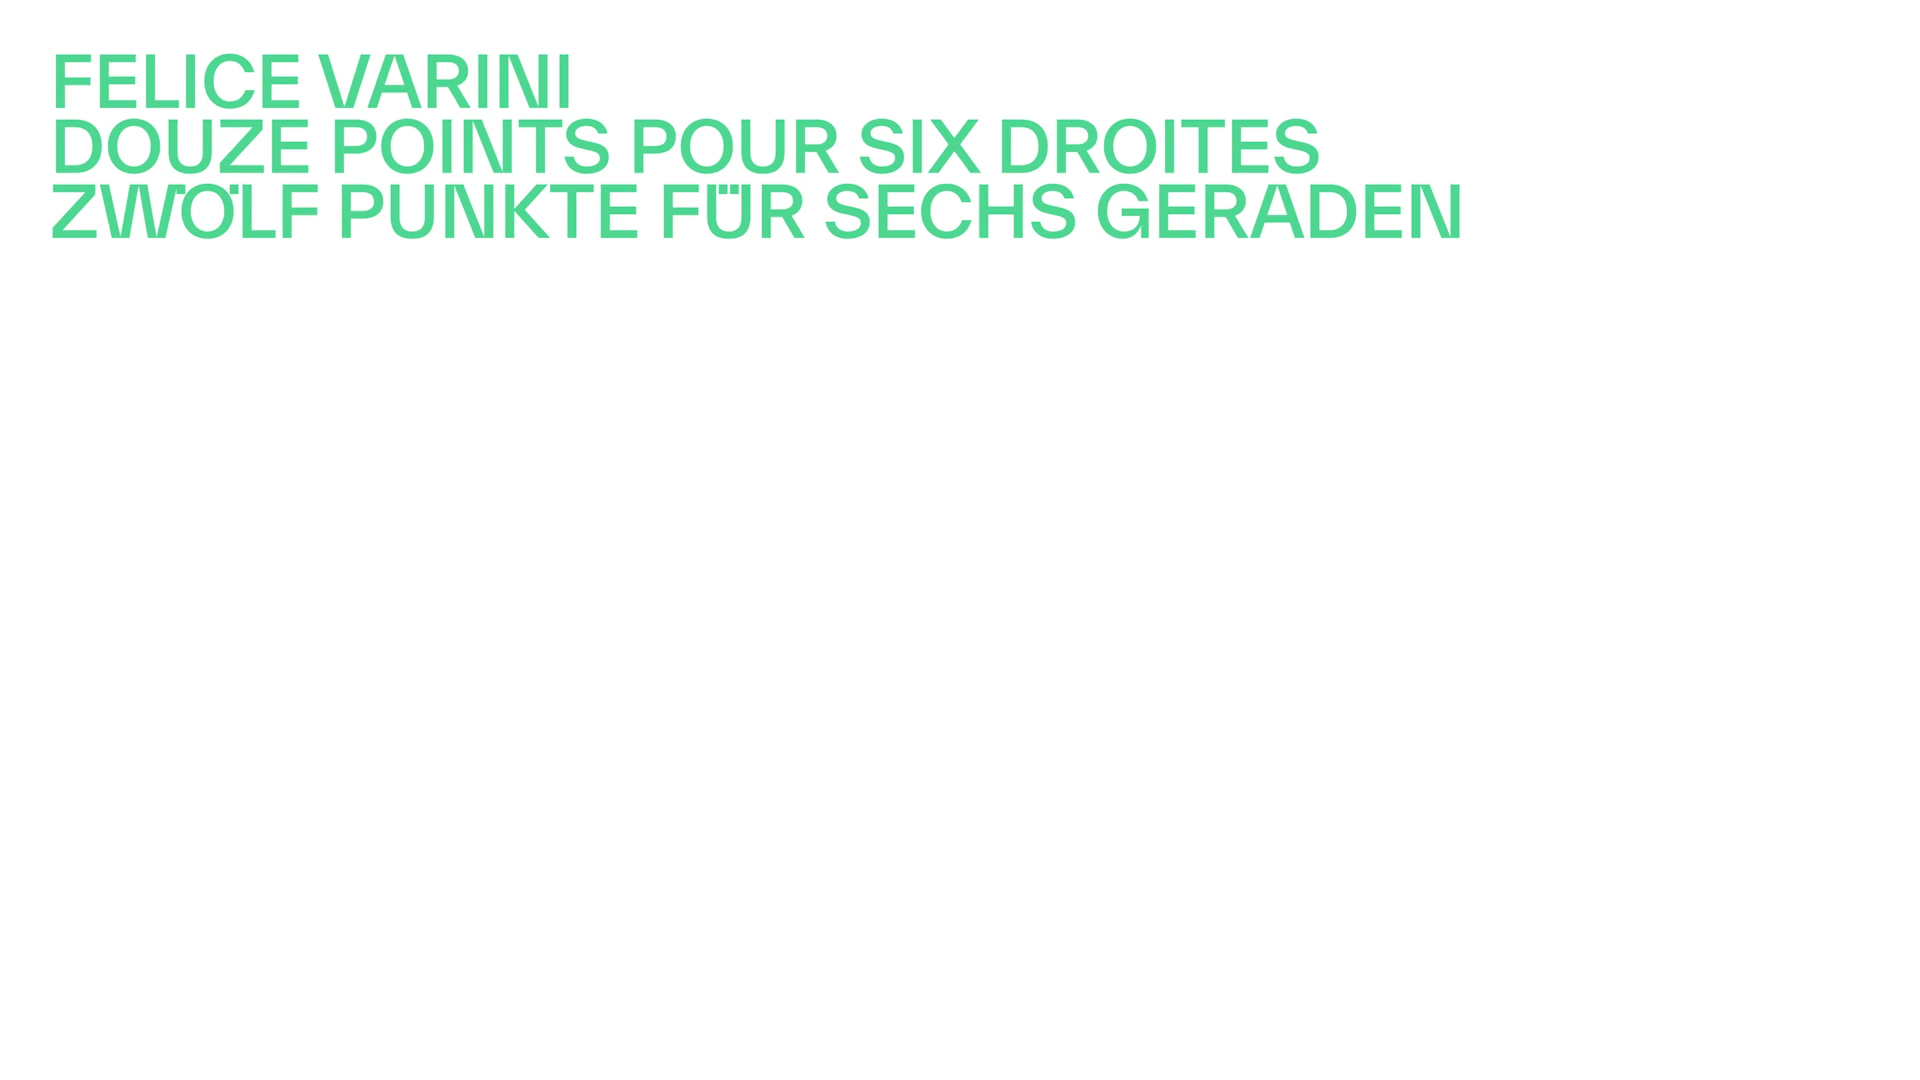 FELICE VARINI
DOUZE POINTS POUR SIX DROITES
ZWÖLF PUNKTE FÜR SECHS GERADEN